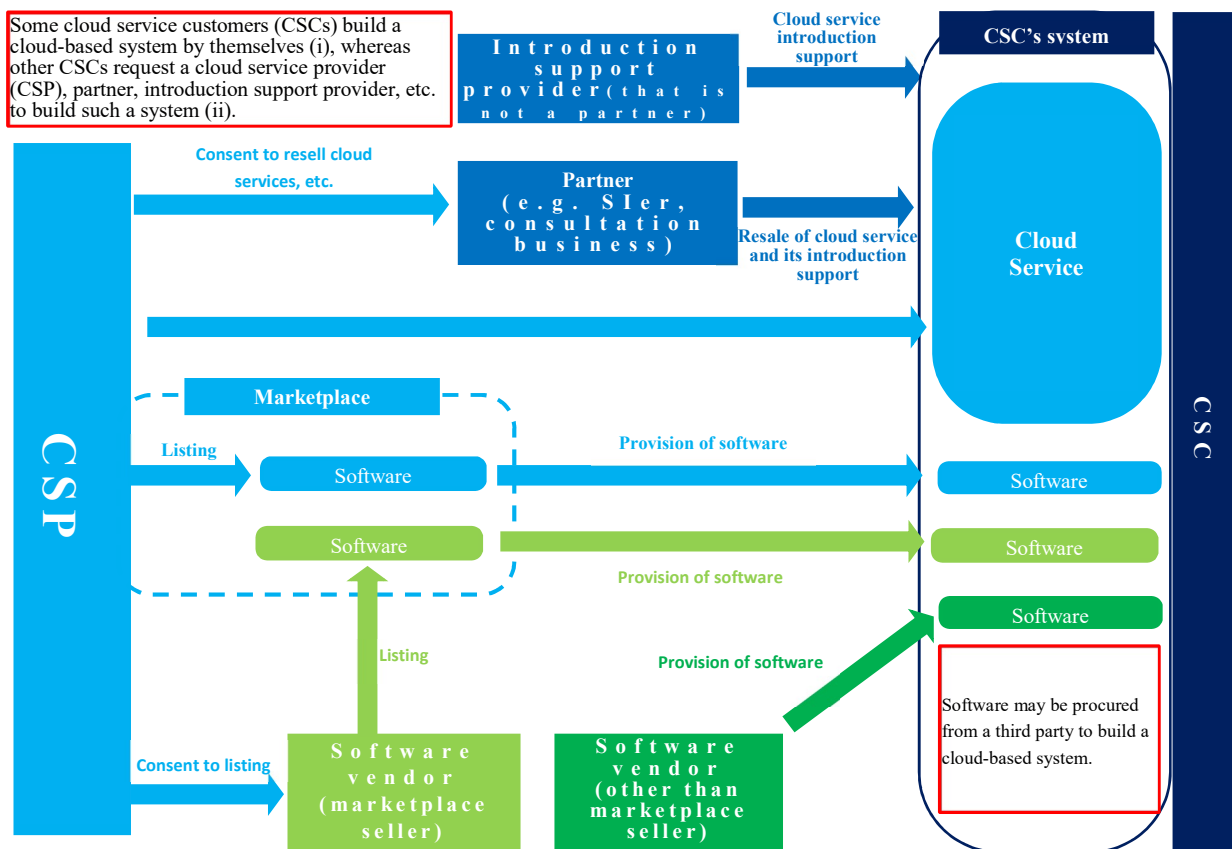 Some cloud service customers (CSCs) build a
cloud-based system by themselves (i), whereas
other CSCs request a cloud service provider
(CSP), partner, introduction support provider, etc.
to build such a system (ii).
Introduction
support
provider(that is
not a partner)
Cloud service
introduction
support
CSC's system
Consent to resell cloud
services, etc.
Partner
(e.g. SIer,
consultation
business)
Resale of cloud service
and its introduction
support
Cloud
Service
CSP
CSC
Marketplace
Listing
Software
Provision of software
Software
Software
Provision of software
Software
Listing
Provision of software
Software
Software may be procured
from a third party to build a
cloud-based system.
Consent to listing
Software
vendor
(marketplace
seller)
Software
vendor
(other than
marketplace
seller)